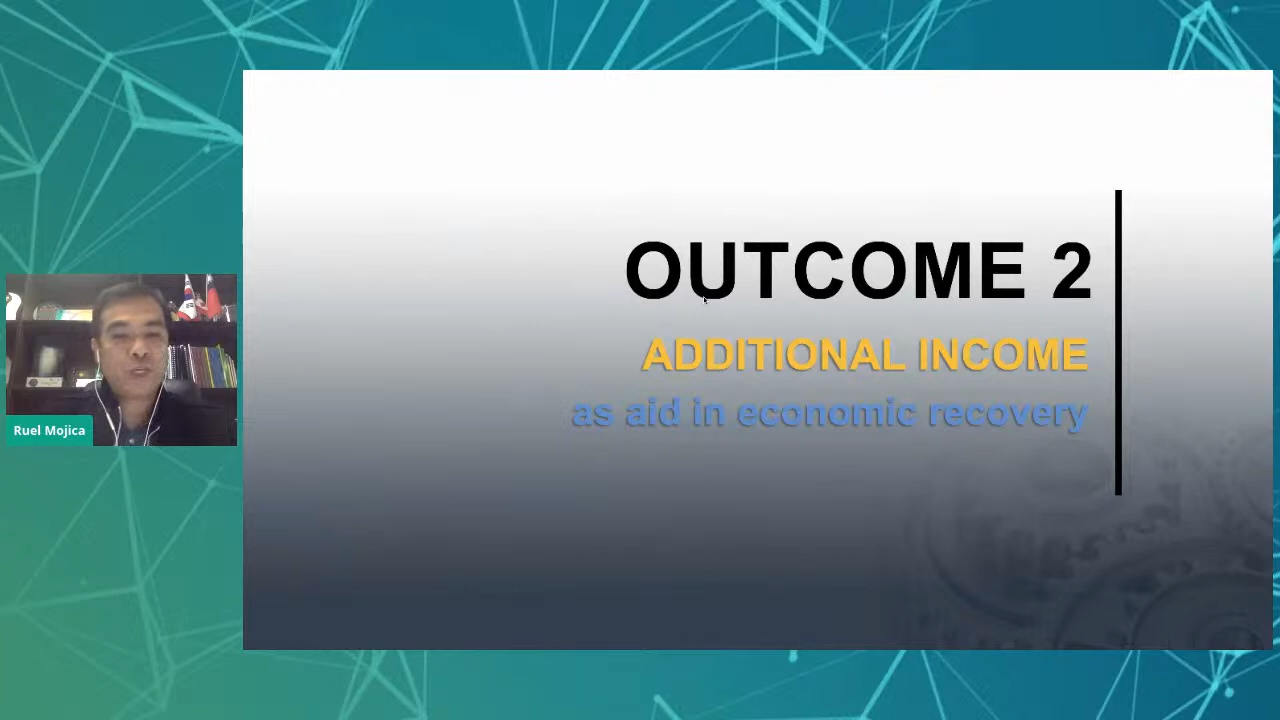 OUTCOME 2
ADDITIONAL INCOME
as aid in economic recovery
Ruel Mojica